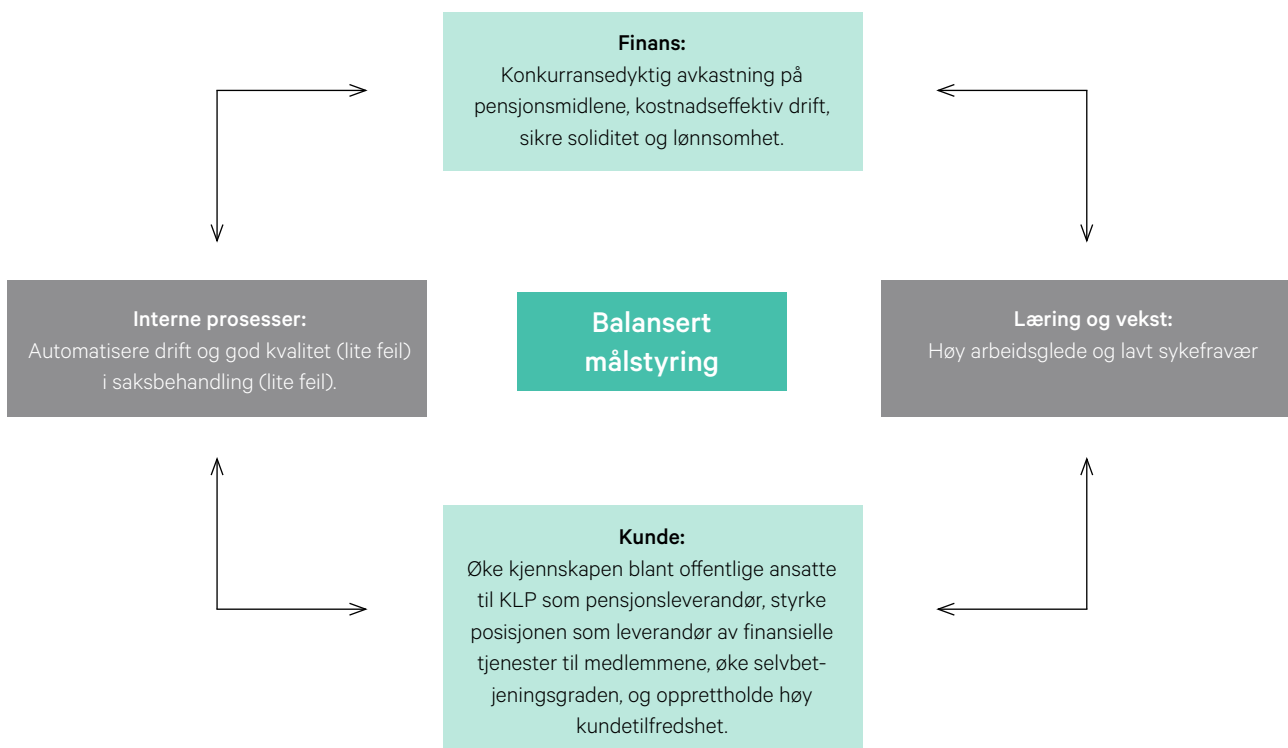 Finans:
Konkurransedyktig avkastning på
pensjonsmidlene, kostnadseffektiv drift,
sikre soliditet og lønnsomhet.
Interne prosesser:
Automatisere drift og god kvalitet (lite feil)
i saksbehandling (lite feil).
Balansert
målstyring
Læring og vekst:
Høy arbeidsglede og lavt sykefravær
Kunde:
Øke kjennskapen blant offentlige ansatte
til KLP som pensjonsleverandør, styrke
posisjonen som leverandør av finansielle
tjenester til medlemmene, øke selvbet-
jeningsgraden, og opprettholde høy
kundetilfredshet.